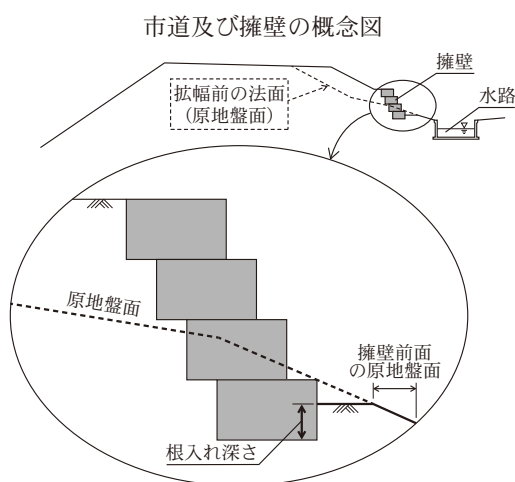 市道及び擁壁の概念図
擁壁
拡幅前の法面
(原地盤面)
水路
原地盤面
擁壁前面
の原地盤面
根入れ深さ